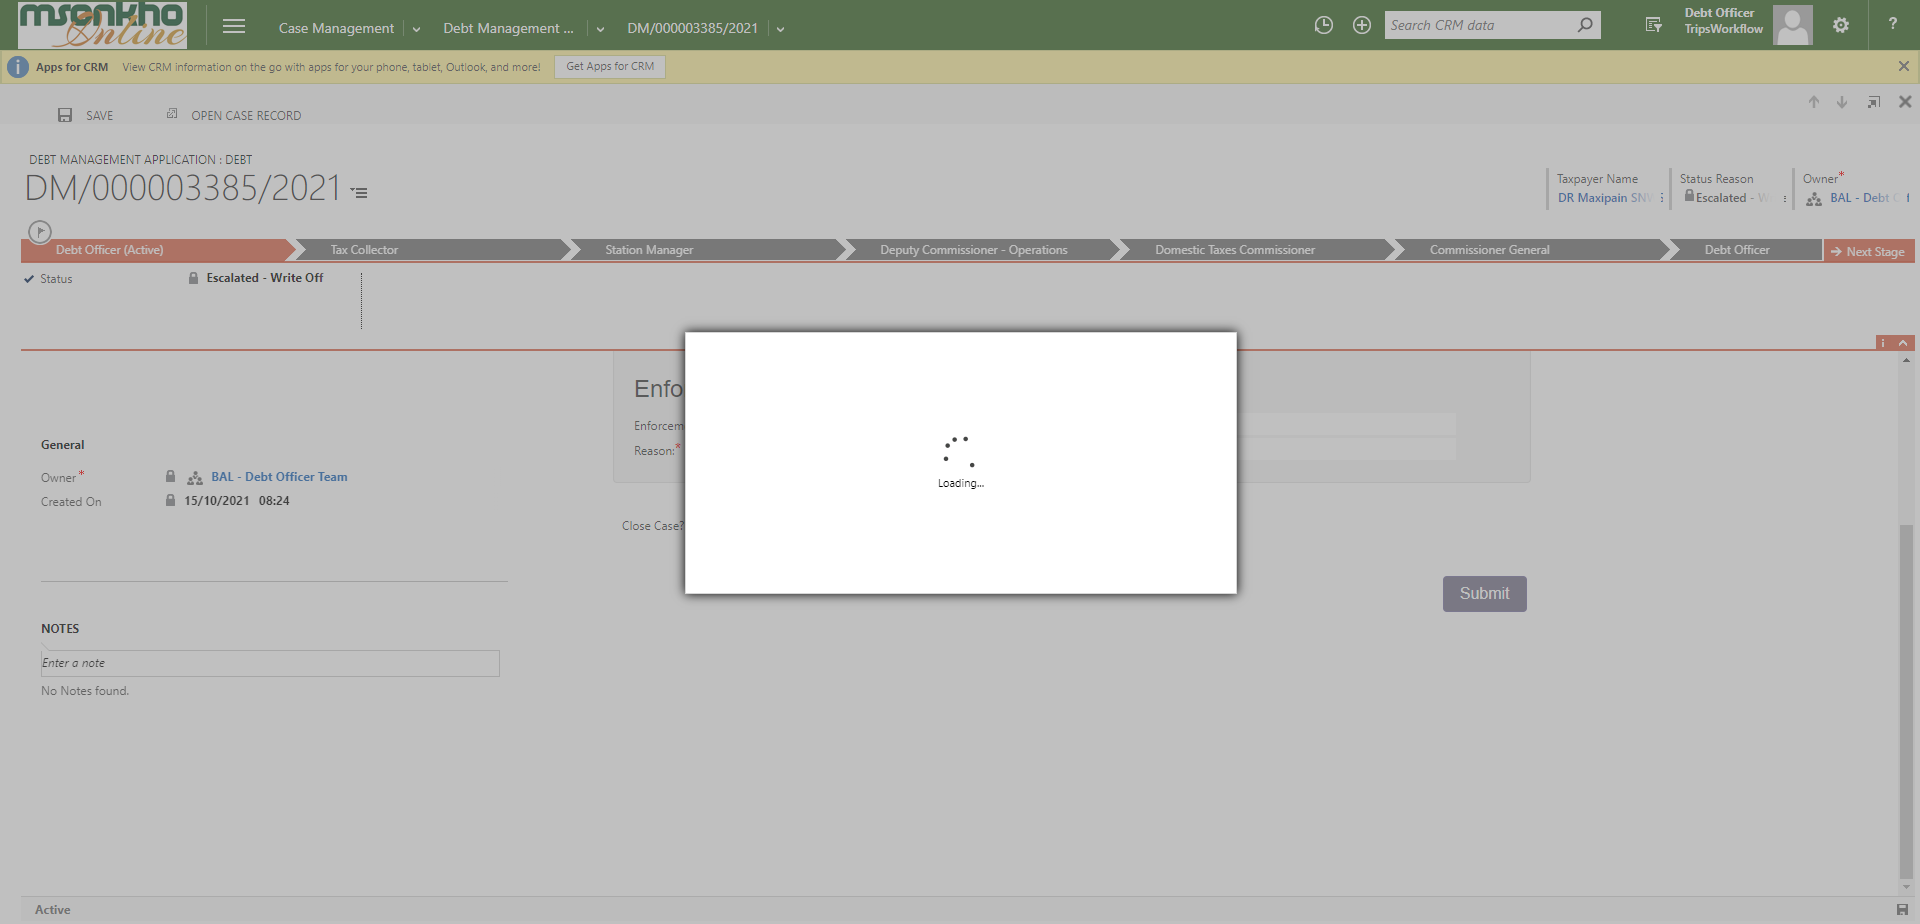 msonkho
Online
Case Management
Debt Management ...
DM/000003385/2021
Search CRM data
Debt Officer
TripsWorkflow
?
Apps for CRM
View CRM information on the go with apps for your phone, tablet, Outlook, and more!
Get Apps for CRM
SAVE
OPEN CASE RECORD
DEBT MANAGEMENT APPLICATION : DEBT
DM/000003385/2021
Taxpayer Name
DR Maxipain SNV
Status Reason
Escalated - W
Owner*
BAL - Debt
Debt Officer (Active)
Tax Collector
Station Manager
Deputy Commissioner - Operations
Domestic Taxes Commissioner
Commissioner General
Debt Officer
Next Stage
Status
Escalated - Write Off
Enfo
Enforcem
Reason:*
General
Owner*
BAL - Debt Officer Team
Created On
15/10/2021 08:24
Loading...
Close Case?
Submit
NOTES
Enter a note
No Notes found.
Active